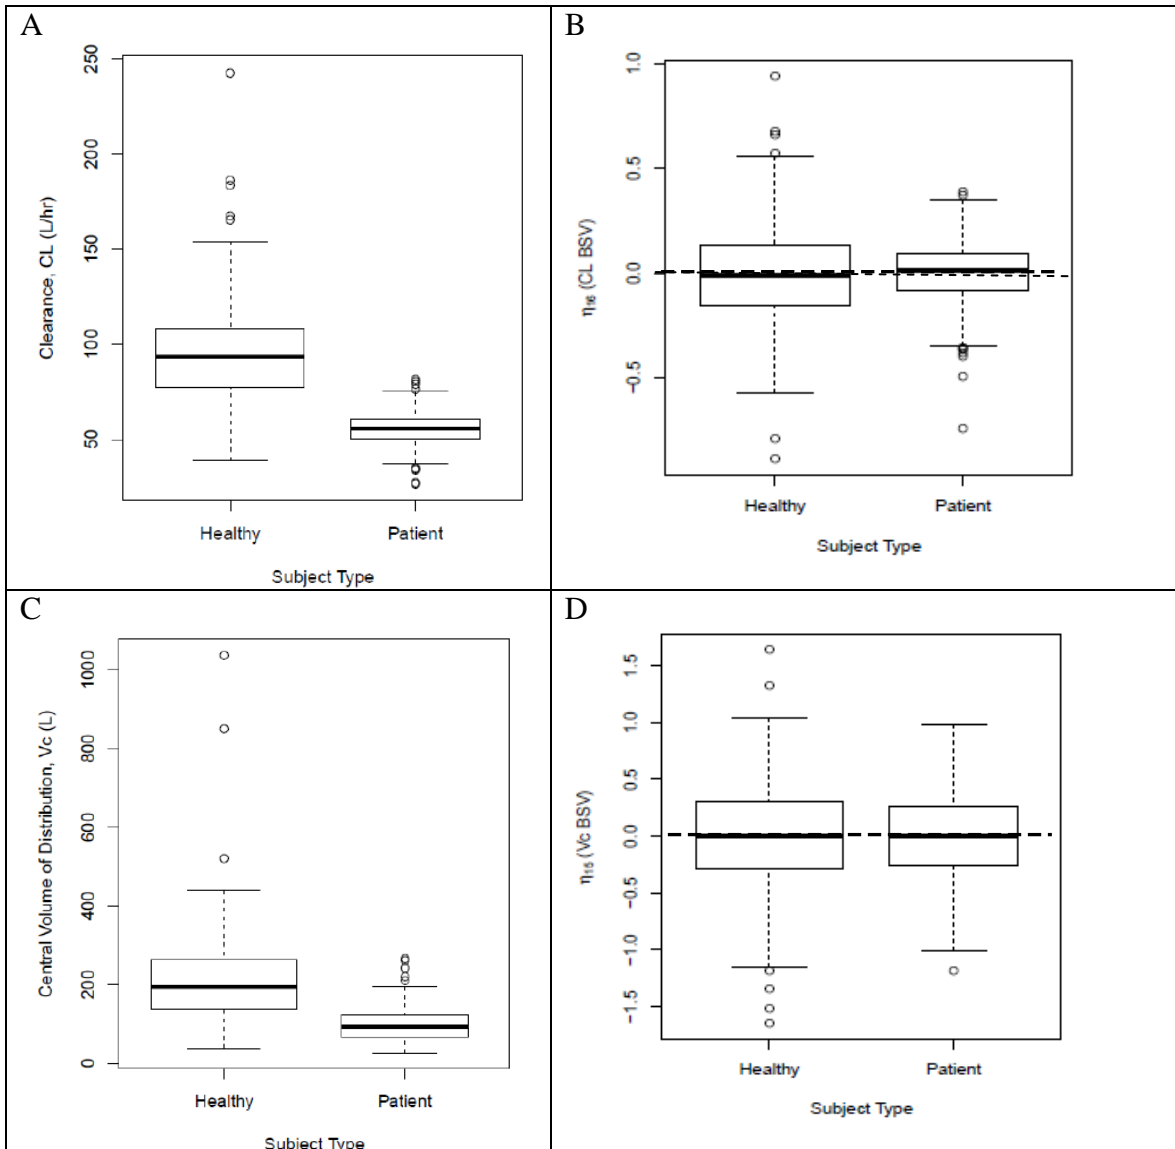 A
Clearance, CL (L/hr)
250
200
150
100
50
Healthy
Patient
Subject Type
B
η16 (CL BSV)
1.0
0.5
0.0
−0.5
Healthy
Patient
Subject Type
C
Central Volume of Distribution, Vc (L)
1000
800
600
400
200
0
Healthy
Patient
Subject Type
D
η15 (Vc BSV)
1.5
1.0
0.5
0.0
−0.5
−1.0
−1.5
Healthy
Patient
Subject Type